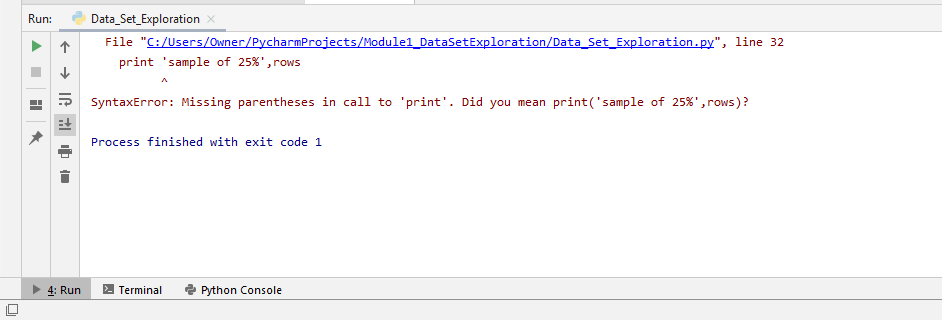 Run: Data_Set_Exploration
File "C:/Users/Owner/PycharmProjects/Module1_DataSetExploration/Data_Set_Exploration.py", line 32
print 'sample of 25%',rows
^
SyntaxError: Missing parentheses in call to 'print'. Did you mean print('sample of 25%',rows)?
Process finished with exit code 1
4: Run Terminal Python Console